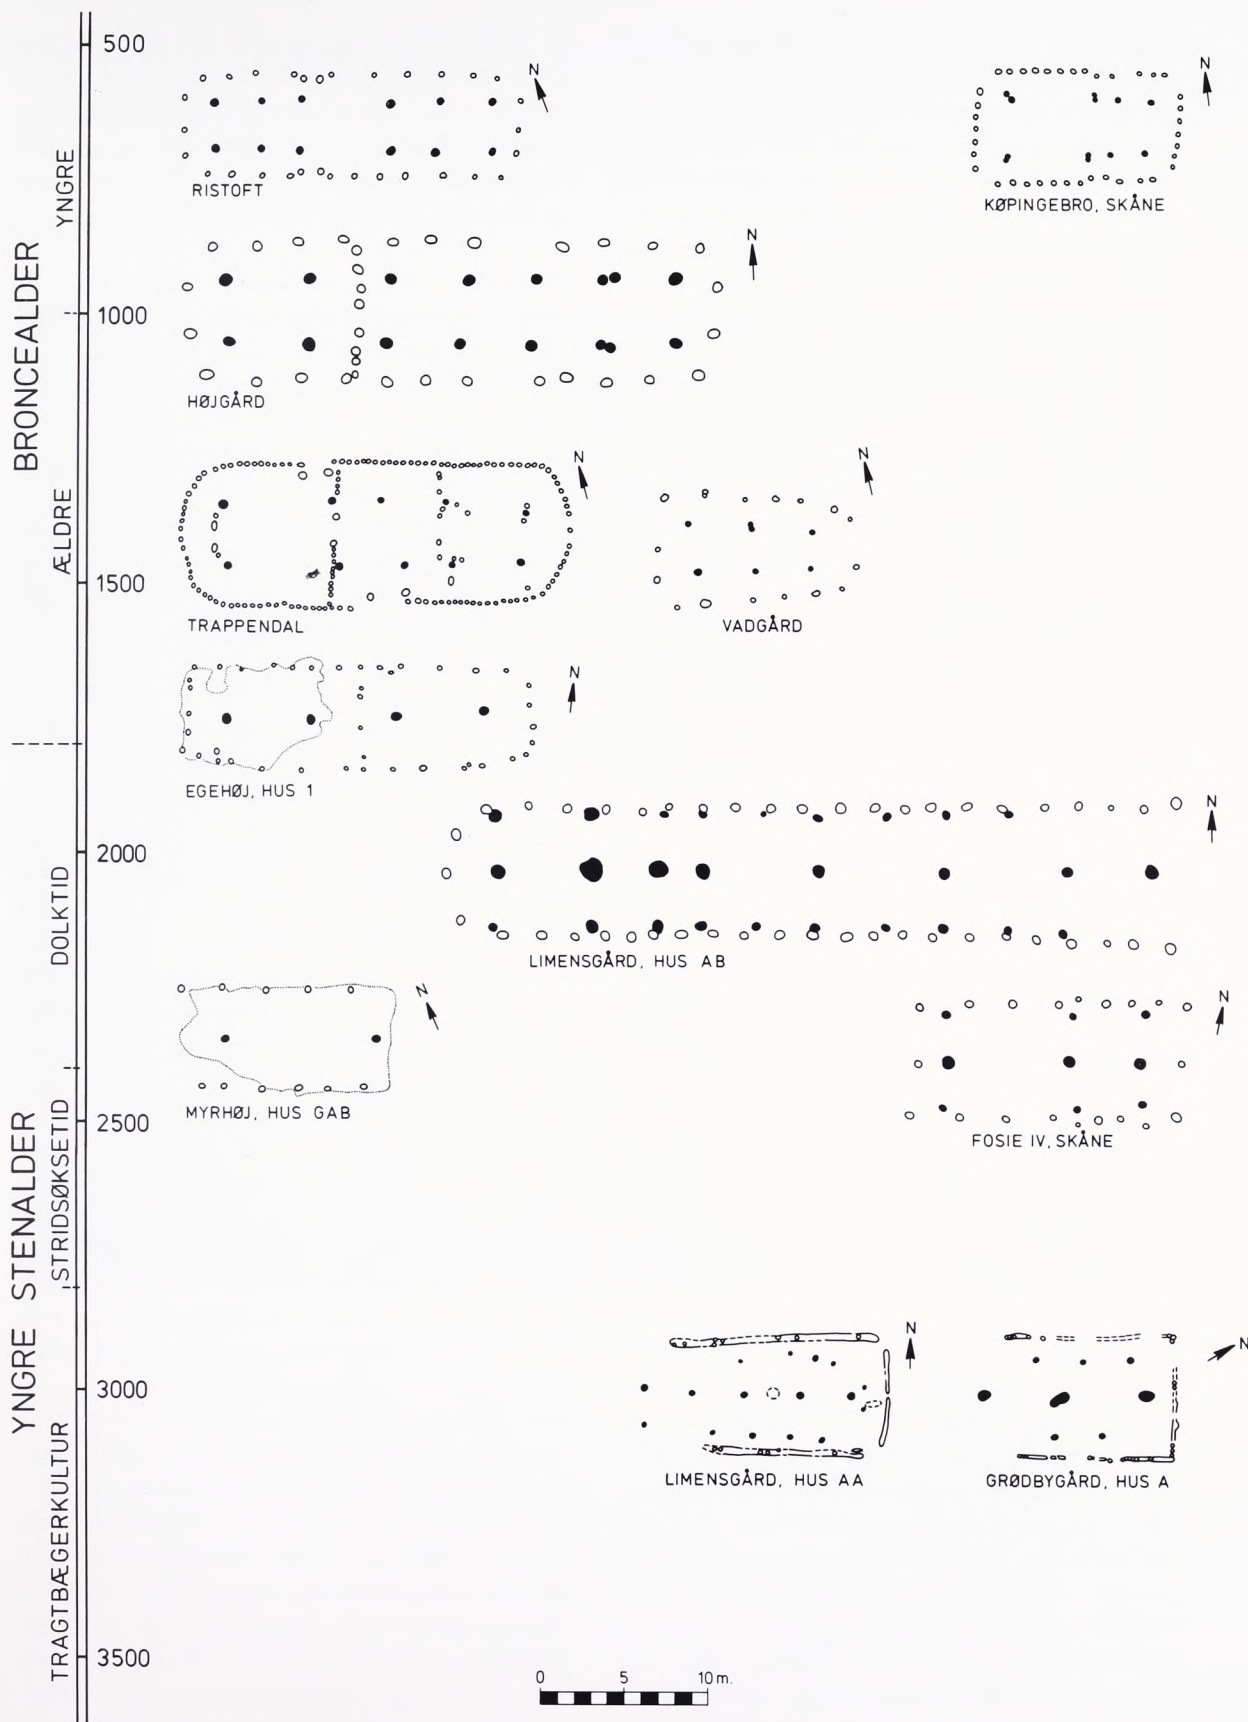 500
N
RISTOFT
N
KØPINGEBRO, SKÅNE
YNGRE
BRONCEALDER
N
1000
HØJGÅRD
ÆLDRE
N
N
1500
TRAPPENDAL
VADGÅRD
N
EGEHØJ, HUS 1
N
2000
DOLKTID
LIMENSGÅRD, HUS AB
N
N
MYRHØJ, HUS GAB
2500
FOSIE IV, SKÅNE
YNGRE STENALDER
STRIDSØKSETID
N
N
3000
LIMENSGÅRD, HUS AA
GRØDBYGÅRD, HUS A
TRAGTBÆGERKULTUR
3500
0 5 10 m.